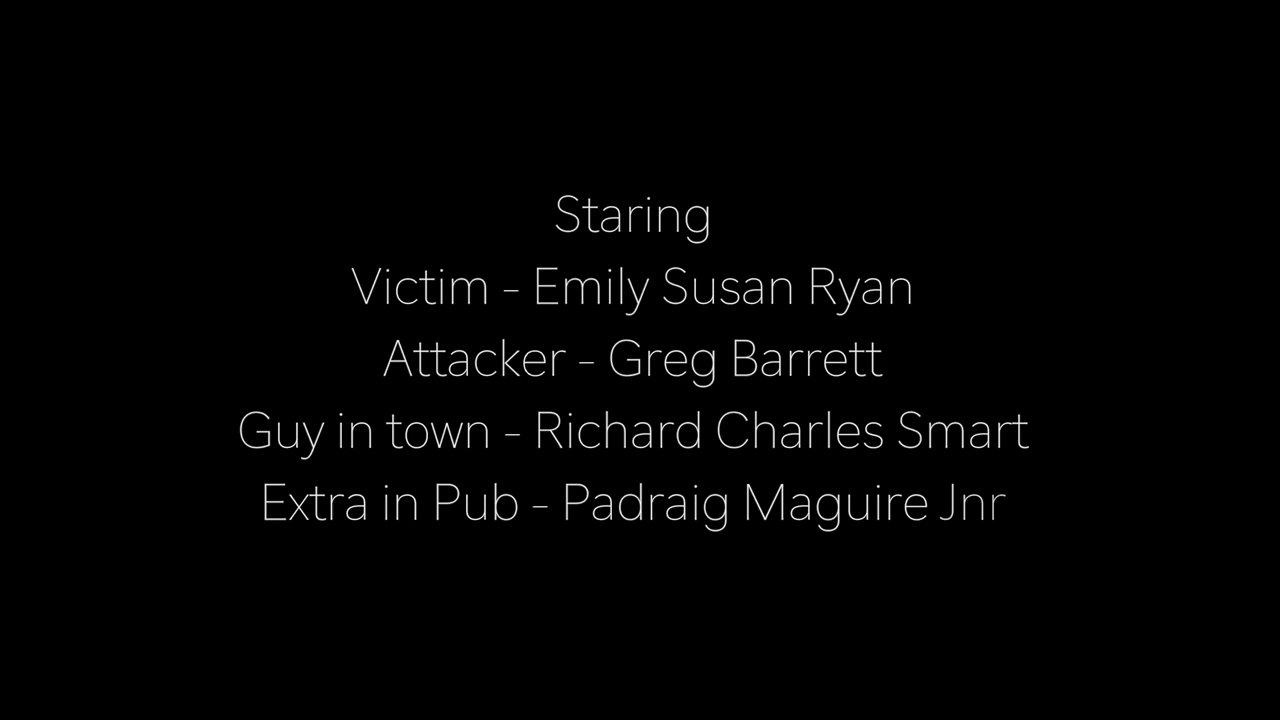 Staring
Victim - Emily Susan Ryan
Attacker - Greg Barrett
Guy in town - Richard Charles Smart
Extra in Pub - Padraig Maguire Jnr